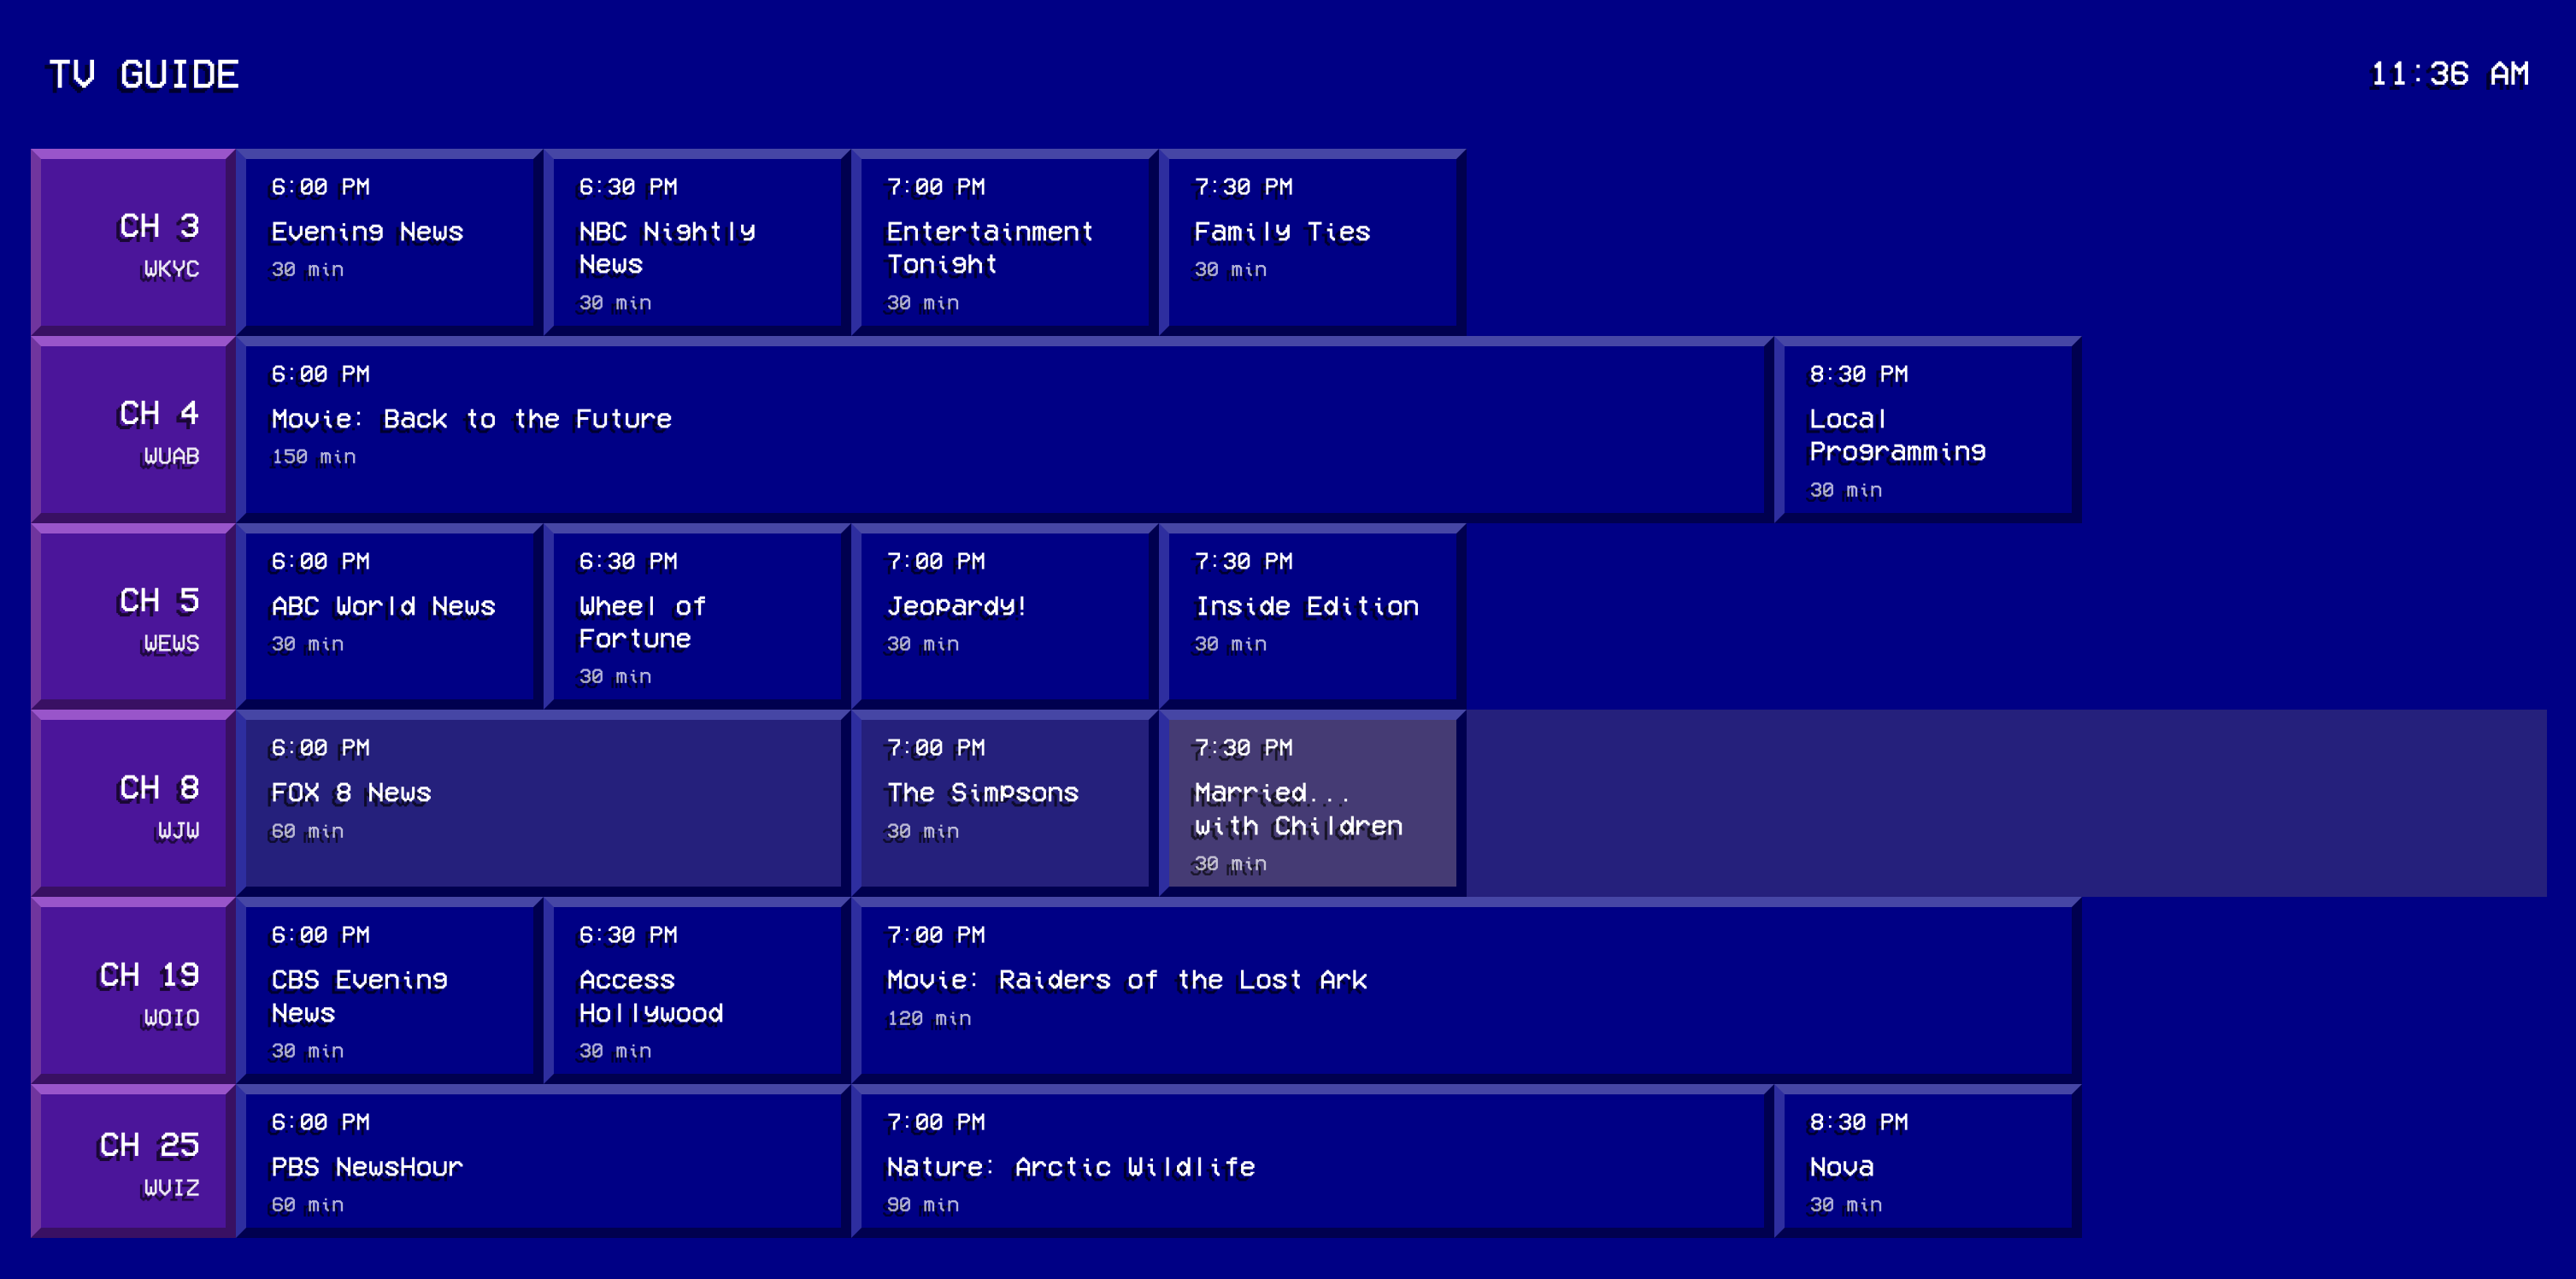 TV GUIDE
11:36 AM
CH 3
WKYC
6:00 PM
Evening News
30 min
6:30 PM
NBC Nightly
News
30 min
7:00 PM
Entertainment
Tonight
30 min
7:30 PM
Family Ties
30 min
CH 4
WUAB
6:00 PM
Movie: Back to the Future
150 min
8:30 PM
Local
Programming
30 min
CH 5
WEWS
6:00 PM
ABC World News
30 min
6:30 PM
Wheel of
Fortune
30 min
7:00 PM
Jeopardy!
30 min
7:30 PM
Inside Edition
30 min
CH 8
WJW
6:00 PM
FOX 8 News
60 min
7:00 PM
The Simpsons
30 min
7:30 PM
Married...
with Children
30 min
CH 19
WOIO
6:00 PM
CBS Evening
News
30 min
6:30 PM
Access
Hollywood
30 min
7:00 PM
Movie: Raiders of the Lost Ark
120 min
CH 25
WVIZ
6:00 PM
PBS NewsHour
60 min
7:00 PM
Nature: Arctic Wildlife
90 min
8:30 PM
Nova
30 min